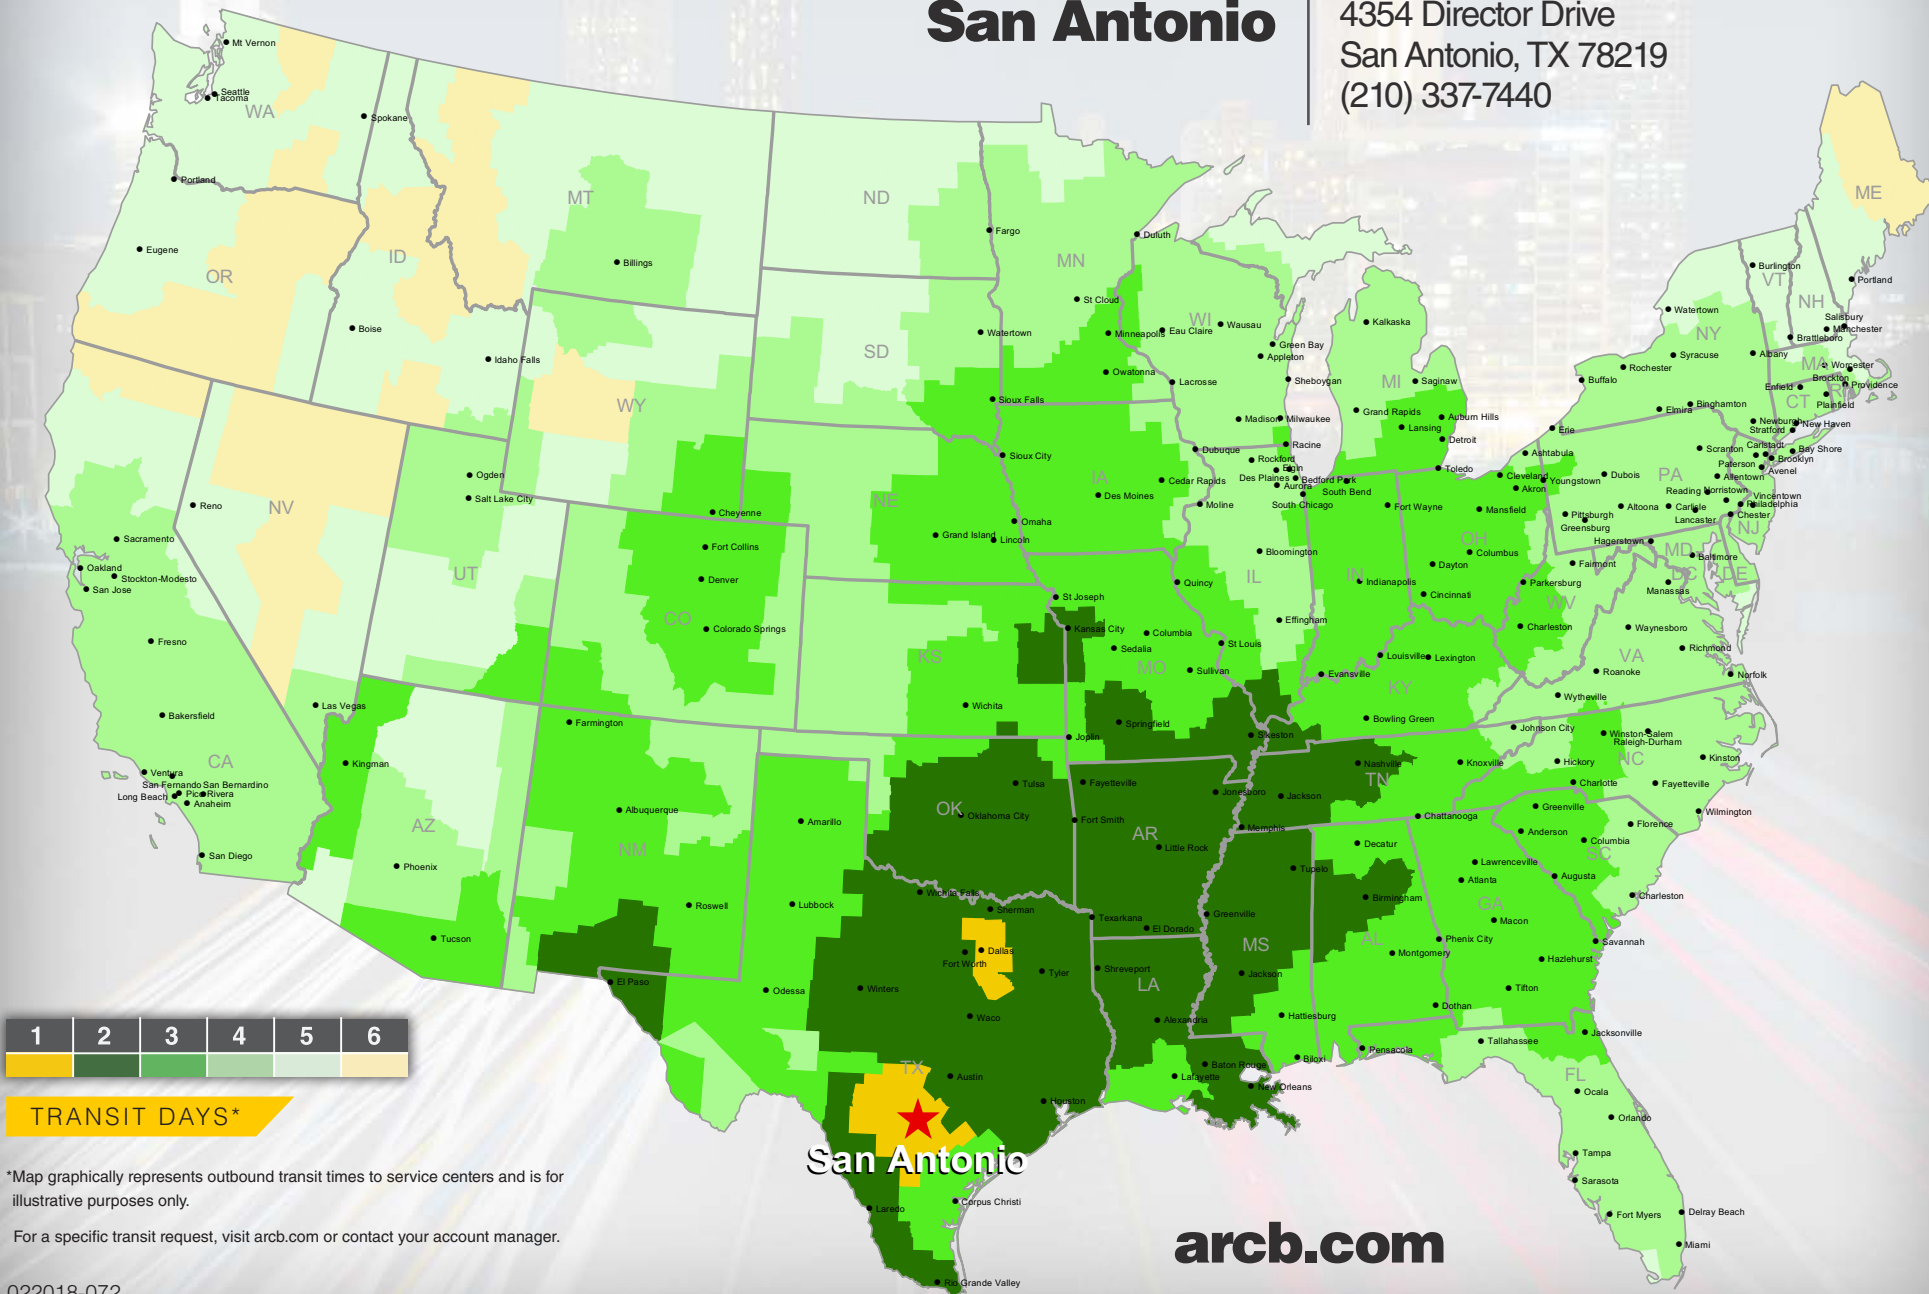 San Antonio
4354 Director Drive
San Antonio, TX 78219
(210) 337-7440
Mt Vernon
Seattle
Tacoma
WA
Spokane
Portland
Eugene
OR
ID
Boise
Idaho Falls
MT
Billings
ND
Fargo
MN
Duluth
St Cloud
Minneapolis
Owatonna
Watertown
SD
Sioux Falls
WY
Cheyenne
WI
Eau Claire
Wausau
Green Bay
Appleton
Lacrosse
Sheboygan
Madison
Milwaukee
Racine
MI
Kalkaska
Saginaw
Grand Rapids
Lansing
Auburn Hills
Detroit
ME
Portland
Burlington
VT
NH
Salisbury
Manchester
Brattleboro
Watertown
NY
Syracuse
Rochester
Buffalo
Albany
MA
Worcester
Brockton
Providence
RI
Enfield
CT
Plainfield
Binghamton
Elmira
Newburgh
New Haven
Stratford
Erie
Scranton
Carlstadt
Bay Shore
Brooklyn
Paterson
Avenel
Allentown
PA
Dubois
Reading
Norristown
Vincentown
Philadelphia
Altoona
Carlisle
Lancaster
Chester
NJ
Pittsburgh
Greensburg
Hagerstown
MD
Baltimore
DC
DE
Fairmont
Manassas
Ashtabula
Cleveland
Youngstown
Akron
Toledo
Mansfield
OH
Columbus
Dayton
Cincinnati
Parkersburg
WV
Charleston
Waynesboro
VA
Richmond
Roanoke
Norfolk
Wytheville
Reno
NV
Las Vegas
Sacramento
Oakland
Stockton-Modesto
San Jose
Fresno
Bakersfield
CA
Ventura
San Fernando
San Bernardino
Long Beach
Pico Rivera
Anaheim
San Diego
Ogden
Salt Lake City
UT
Fort Collins
Denver
CO
Colorado Springs
NE
Grand Island
Lincoln
Omaha
Sioux City
IA
Des Moines
Cedar Rapids
Dubuque
Rockford
Elgin
Des Plaines
Bedford Park
Aurora
South Chicago
South Bend
Moline
Bloomington
IL
Quincy
Effingham
Fort Wayne
IN
Indianapolis
Evansville
Louisville
Lexington
KY
Bowling Green
KS
Wichita
St Joseph
Kansas City
Columbia
Sedalia
MO
St Louis
Sullivan
Springfield
Joplin
Sikeston
Kingman
AZ
Phoenix
Tucson
Farmington
Albuquerque
NM
Roswell
Amarillo
Lubbock
Odessa
El Paso
OK
Tulsa
Oklahoma City
Wichita Falls
Sherman
Dallas
Fort Worth
Tyler
Winters
Waco
TX
Austin
Houston
San Antonio
Corpus Christi
Laredo
Rio Grande Valley
Fayetteville
Fort Smith
AR
Jonesboro
Little Rock
Texarkana
El Dorado
Shreveport
LA
Alexandria
Baton Rouge
Lafayette
New Orleans
Memphis
Jackson
Nashville
TN
Knoxville
Johnson City
Chattanooga
Tupelo
Greenville
MS
Jackson
Hattiesburg
Biloxi
Decatur
Birmingham
AL
Montgomery
Phenix City
Dothan
Pensacola
Winston-Salem
Raleigh-Durham
NC
Hickory
Charlotte
Fayetteville
Kinston
Wilmington
Greenville
Anderson
Florence
Columbia
SC
Charleston
Lawrenceville
Atlanta
Augusta
GA
Macon
Savannah
Hazlehurst
Tifton
Tallahassee
Jacksonville
FL
Ocala
Orlando
Tampa
Sarasota
Fort Myers
Delray Beach
Miami
1 2 3 4 5 6
TRANSIT DAYS*
*Map graphically represents outbound transit times to service centers and is for
illustrative purposes only.
For a specific transit request, visit arcb.com or contact your account manager.
022018-072
arcb.com